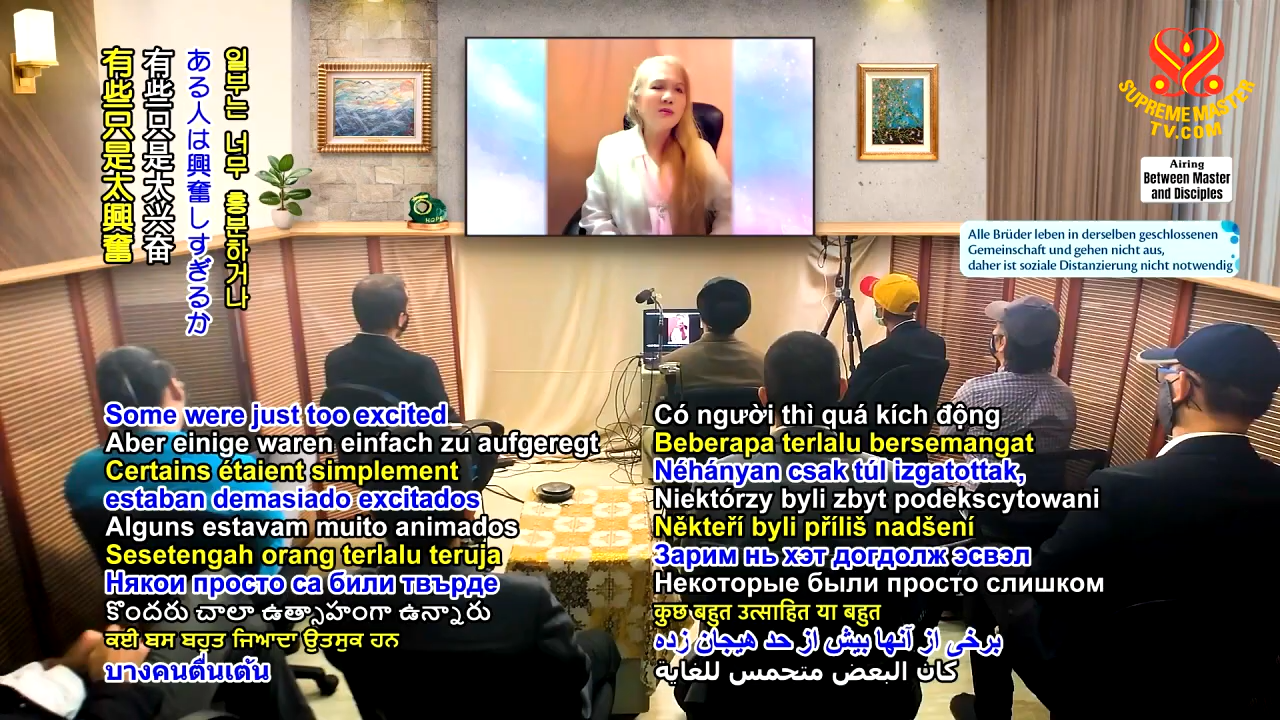 有些只是太興奮
有些只是太兴奋
ある人は興奮しすぎるか
일부는 너무 흥분하거나
SUPREME MASTER
TV.COM
Airing
Between Master
and Disciples
Alle Brüder leben in derselben geschlossenen
Gemeinschaft und gehen nicht aus,
daher ist soziale Distanzierung nicht notwendig
HOPE
Some were just too excited
Aber einige waren einfach zu aufgeregt
Certains étaient simplement
estaban demasiado excitados
Alguns estavam muito animados
Sesetengah orang terlalu teruja
Някои просто са били твърде
కొందరు చాలా ఉత్సాహంగా ఉన్నారు
ਕਈ ਬਸ ਬਹੁਤ ਜਿਆਦਾ ਉਤਸੁਕ ਹਨ
บางคนตื่นเต้น
Có người thì quá kích động
Beberapa terlalu bersemangat
Néhányan csak túl izgatottak,
Niektórzy byli zbyt podekscytowani
Někteří byli příliš nadšení
Зарим нь хэт догдолж эсвэл
Некоторые были просто слишком
कुछ बहुत उत्साहित या बहुत
برخی از آنها بیش از حد هیجان زده
كان البعض متحمس للغاية